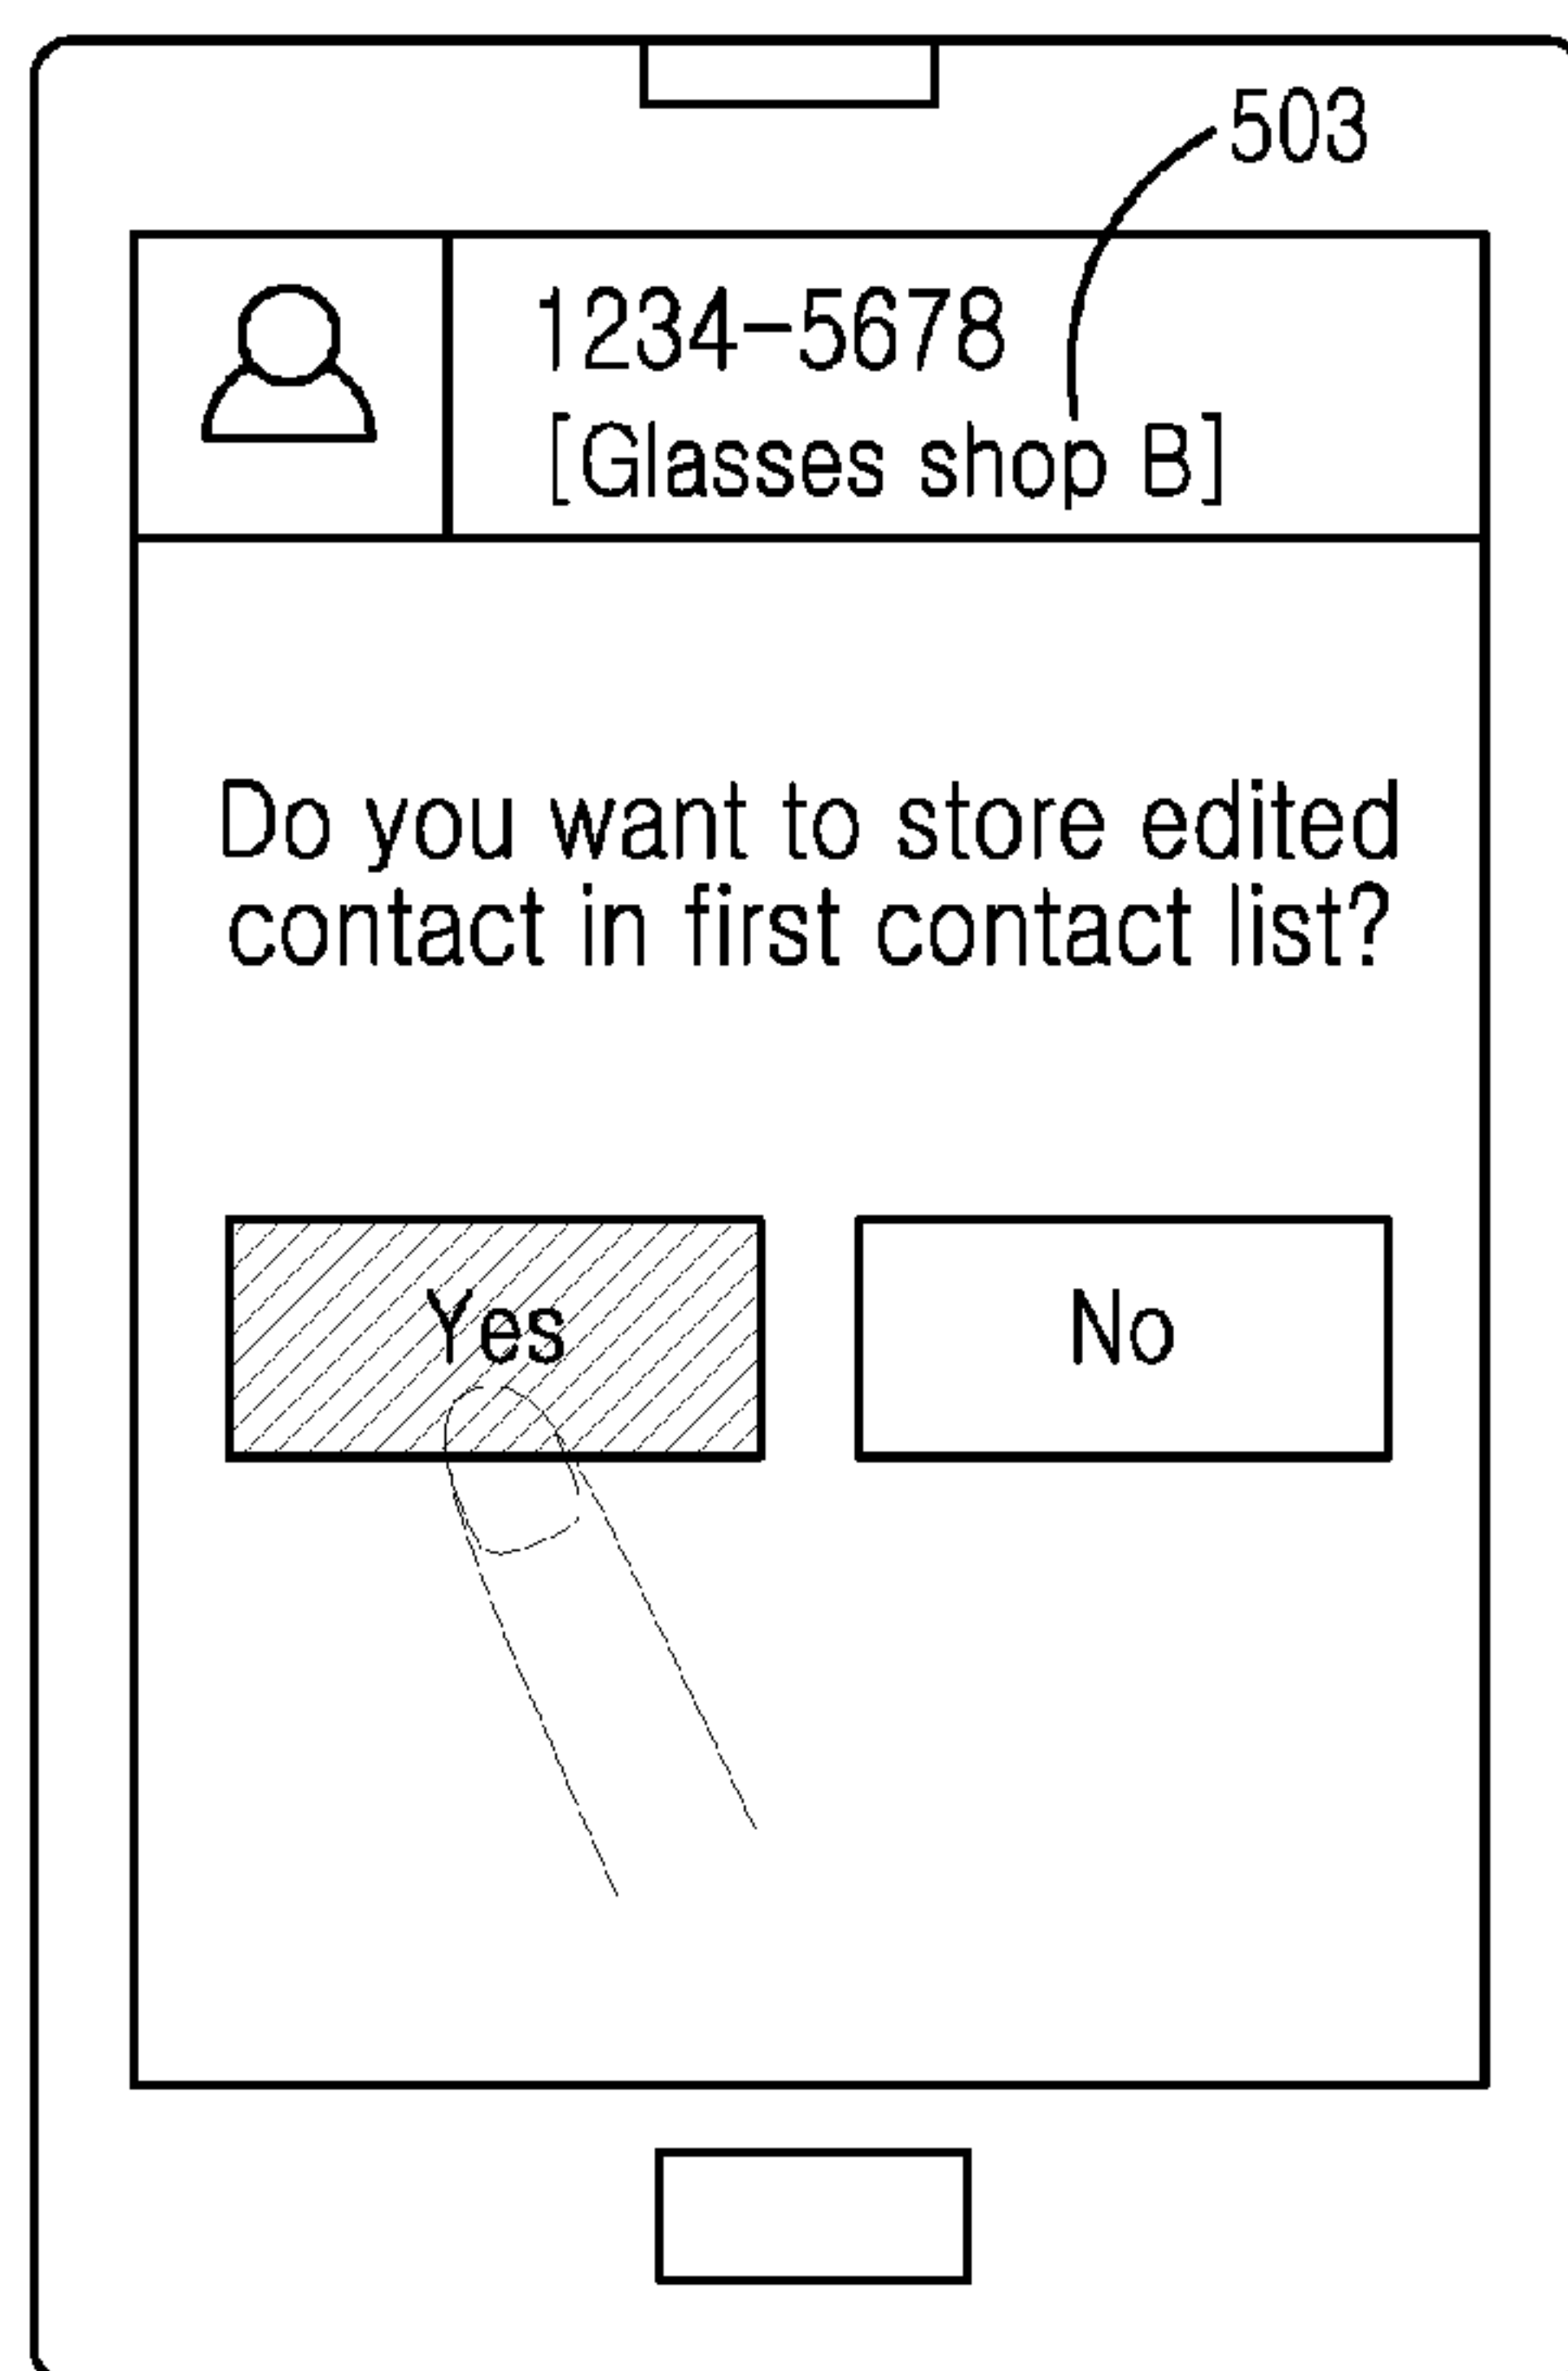 503
1234-5678
[Glasses shop B]
Do you want to store edited
contact in first contact list?
Yes
No